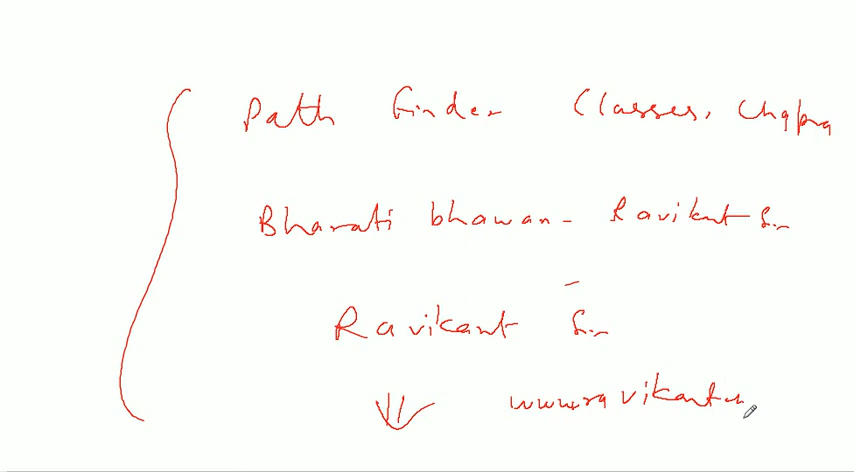 Path finder Classes, Chapra
Bharati bhawan - Ravikant Sir
Ravikant Sir
www.ravikant